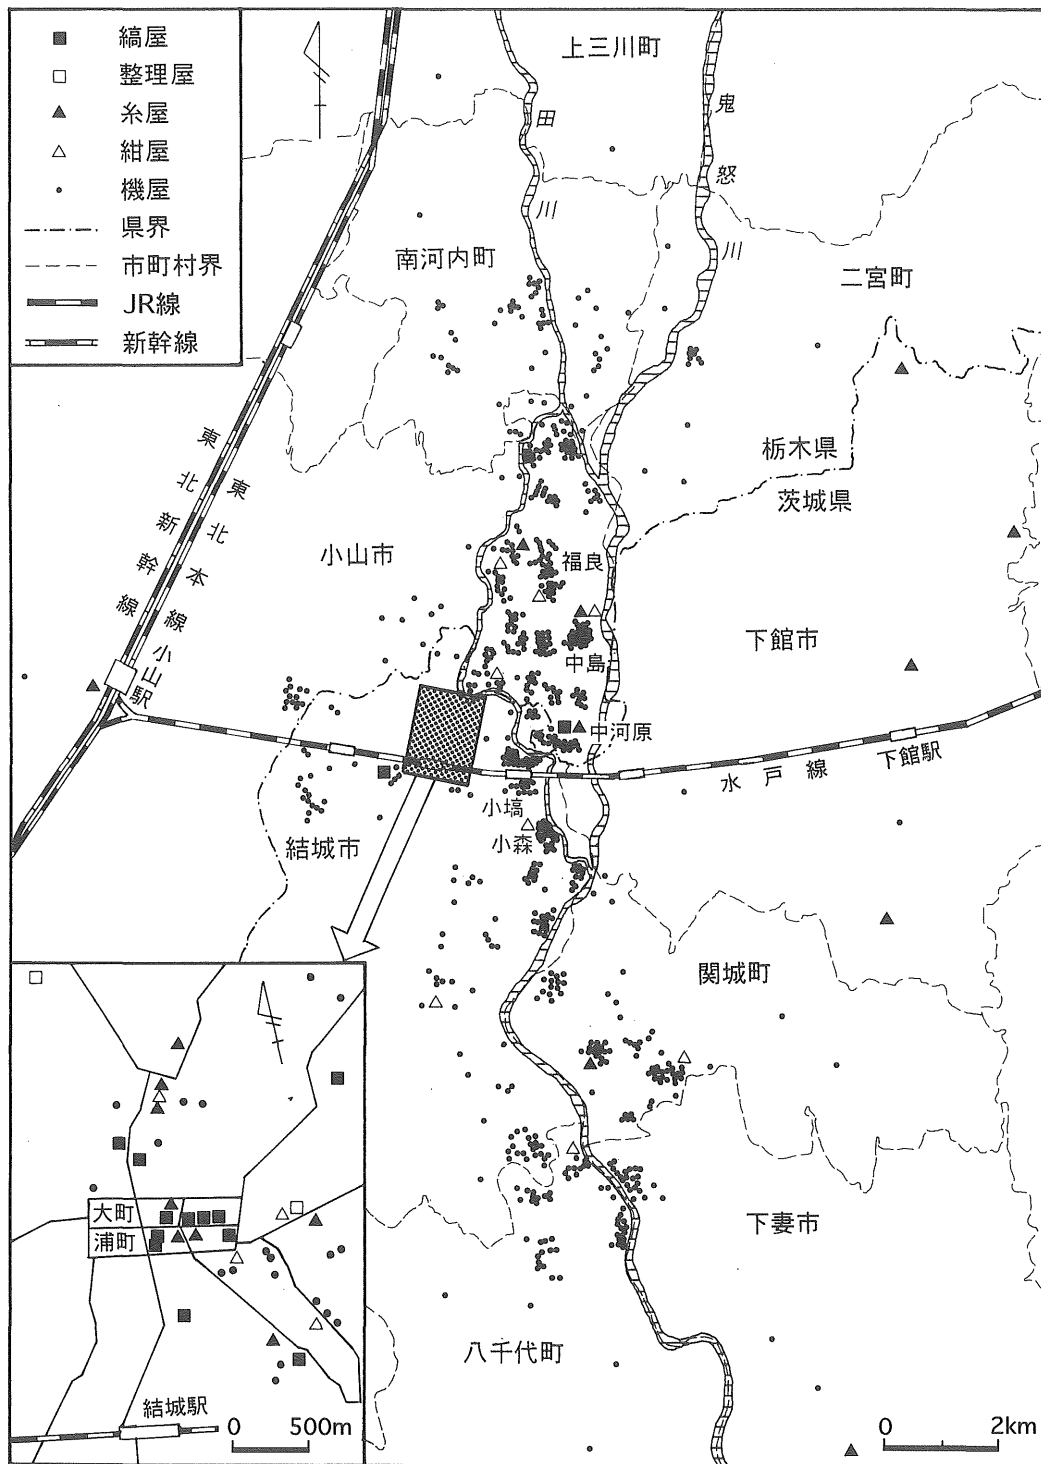 縞屋
整理屋
糸屋
紺屋
機屋
県界
市町村界
JR線
新幹線
上三川町
田川
鬼怒川
南河内町
二宮町
栃木県
茨城県
東北新幹線
東北本線
小山駅
小山市
福良
下館市
中島
中河原
水戸線
下館駅
小塙
小森
結城市
関城町
下妻市
八千代町
0 2km
大町
浦町
結城駅
0 500m